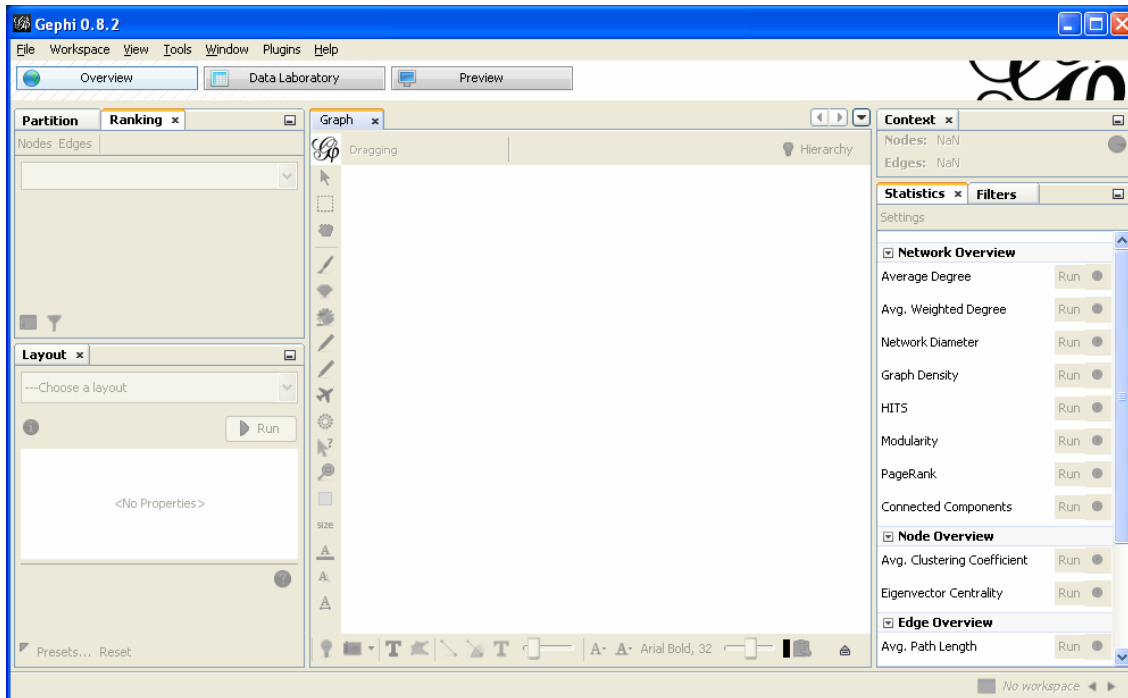 Gephi 0.8.2
File Workspace View Tools Window Plugins Help
Overview Data Laboratory Preview
Partition Ranking
Nodes Edges
Layout
---Choose a layout
Run
<No Properties>
Presets... Reset
Graph
Dragging Hierarchy
size
A
A
A
T T A- A- Arial Bold, 32
Context
Nodes: NaN
Edges: NaN
Statistics Filters
Settings
Network Overview
Average Degree Run
Avg. Weighted Degree Run
Network Diameter Run
Graph Density Run
HITS Run
Modularity Run
PageRank Run
Connected Components Run
Node Overview
Avg. Clustering Coefficient Run
Eigenvector Centrality Run
Edge Overview
Avg. Path Length Run
No workspace